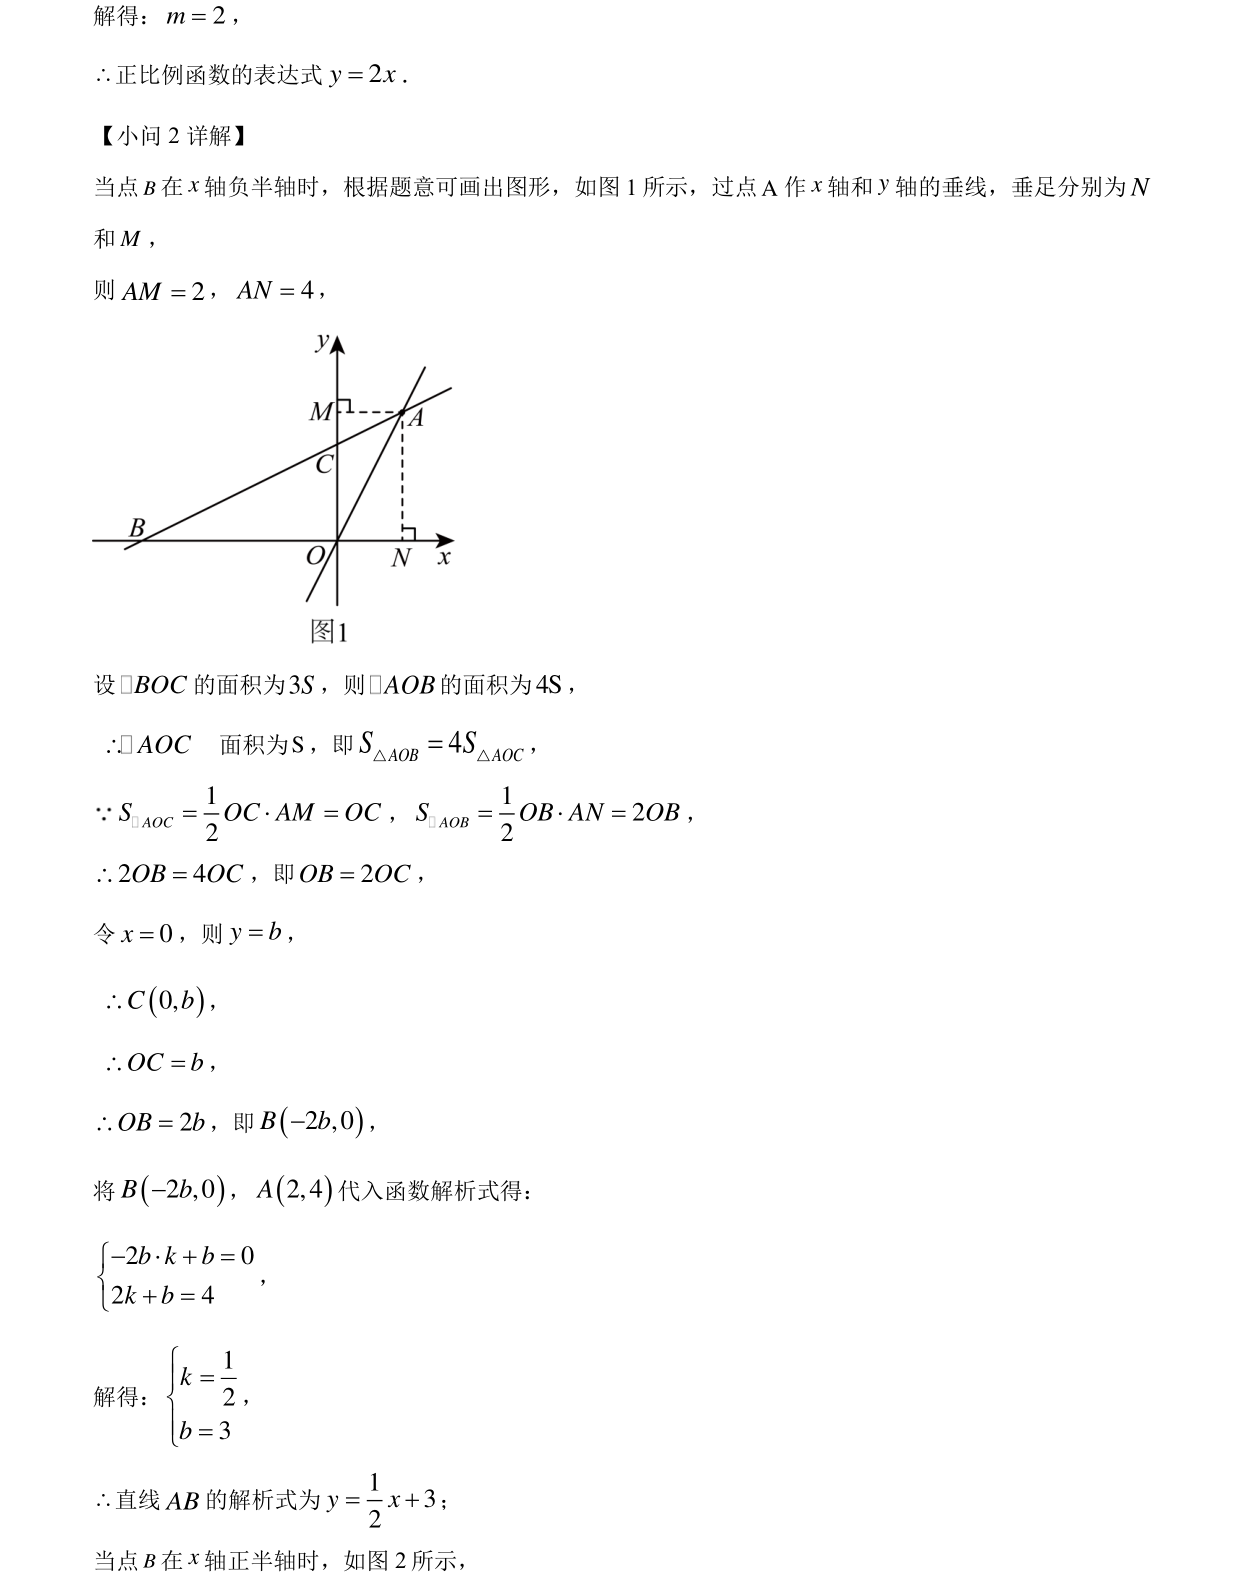 解得：m = 2，
∴正比例函数的表达式 y = 2x．
【小问 2 详解】
当点 B 在 x 轴负半轴时，根据题意可画出图形，如图 1 所示，过点 A 作 x 轴和 y 轴的垂线，垂足分别为 N
和 M ，
则 AM = 2，AN = 4，
y
M
A
C
B
O
N
x
图1
设 □BOC 的面积为 3S ，则 □AOB 的面积为 4S ，
∴□ AOC 面积为 S ，即 S△AOB = 4S△AOC ，
∵ S□AOC = 1/2 OC · AM = OC ，S□AOB = 1/2 OB · AN = 2OB ，
∴ 2OB = 4OC ，即 OB = 2OC ，
令 x = 0 ，则 y = b ，
∴ C(0,b)，
∴ OC = b ，
∴ OB = 2b ，即 B(−2b,0)，
将 B(−2b,0)，A(2,4) 代入函数解析式得：
{−2b · k + b = 0
2k + b = 4 ，
解得：{k = 1/2
b = 3 ，
∴直线 AB 的解析式为 y = 1/2 x + 3；
当点 B 在 x 轴正半轴时，如图 2 所示，